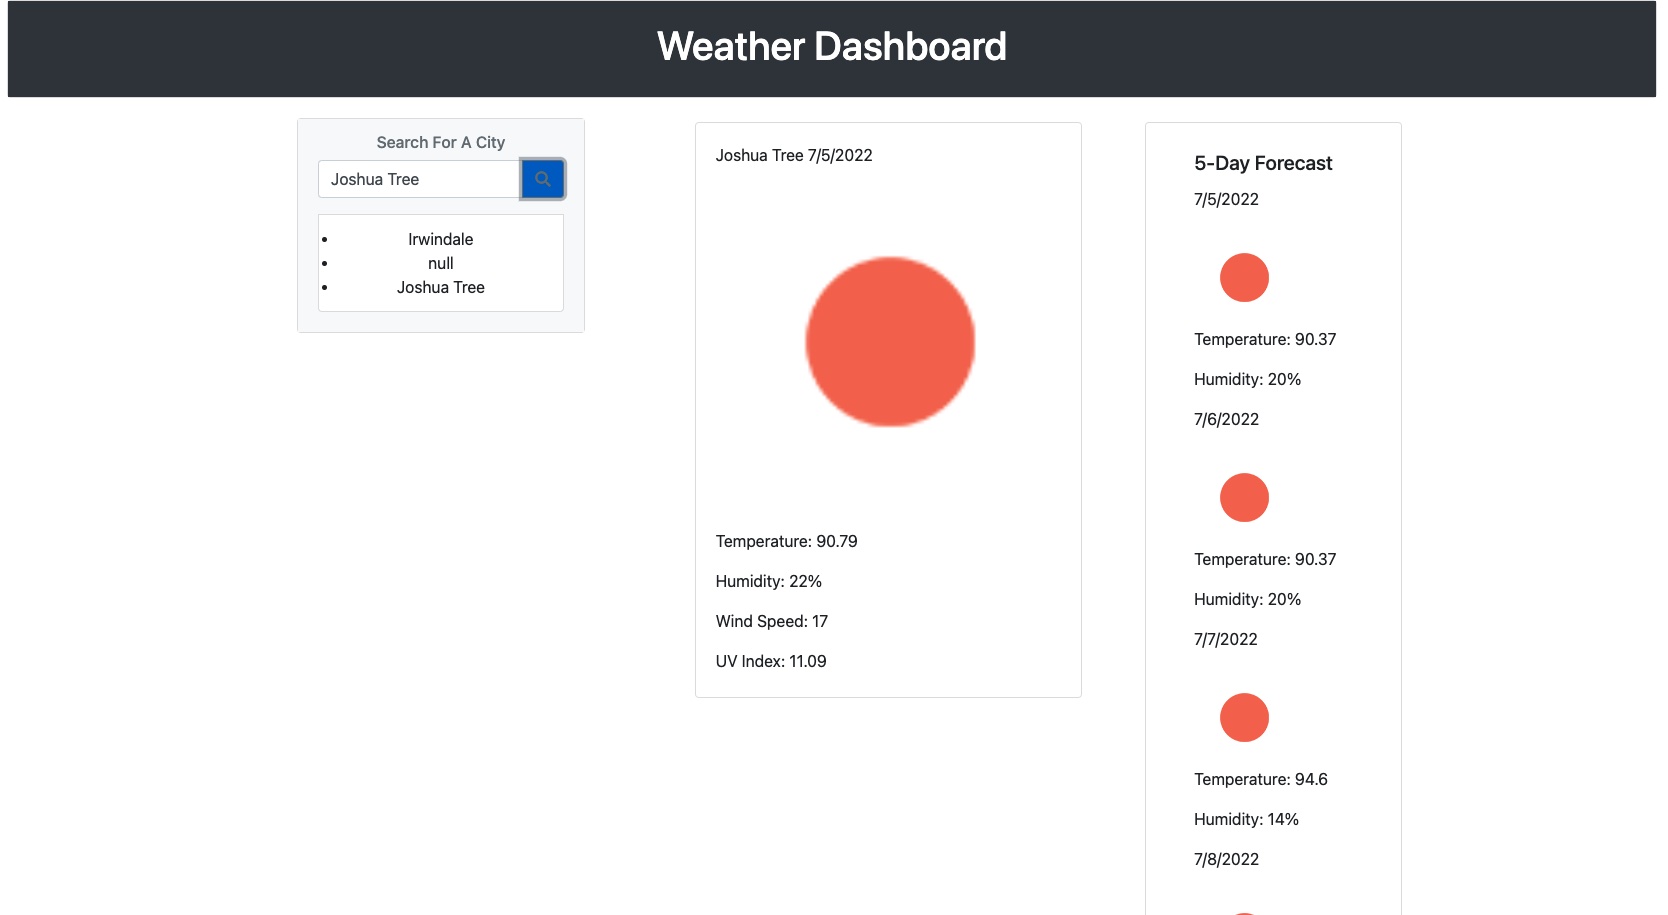 Weather Dashboard
Search For A City
Joshua Tree
Irwindale
null
Joshua Tree
Joshua Tree 7/5/2022
Temperature: 90.79
Humidity: 22%
Wind Speed: 17
UV Index: 11.09
5-Day Forecast
7/5/2022
Temperature: 90.37
Humidity: 20%
7/6/2022
Temperature: 90.37
Humidity: 20%
7/7/2022
Temperature: 94.6
Humidity: 14%
7/8/2022